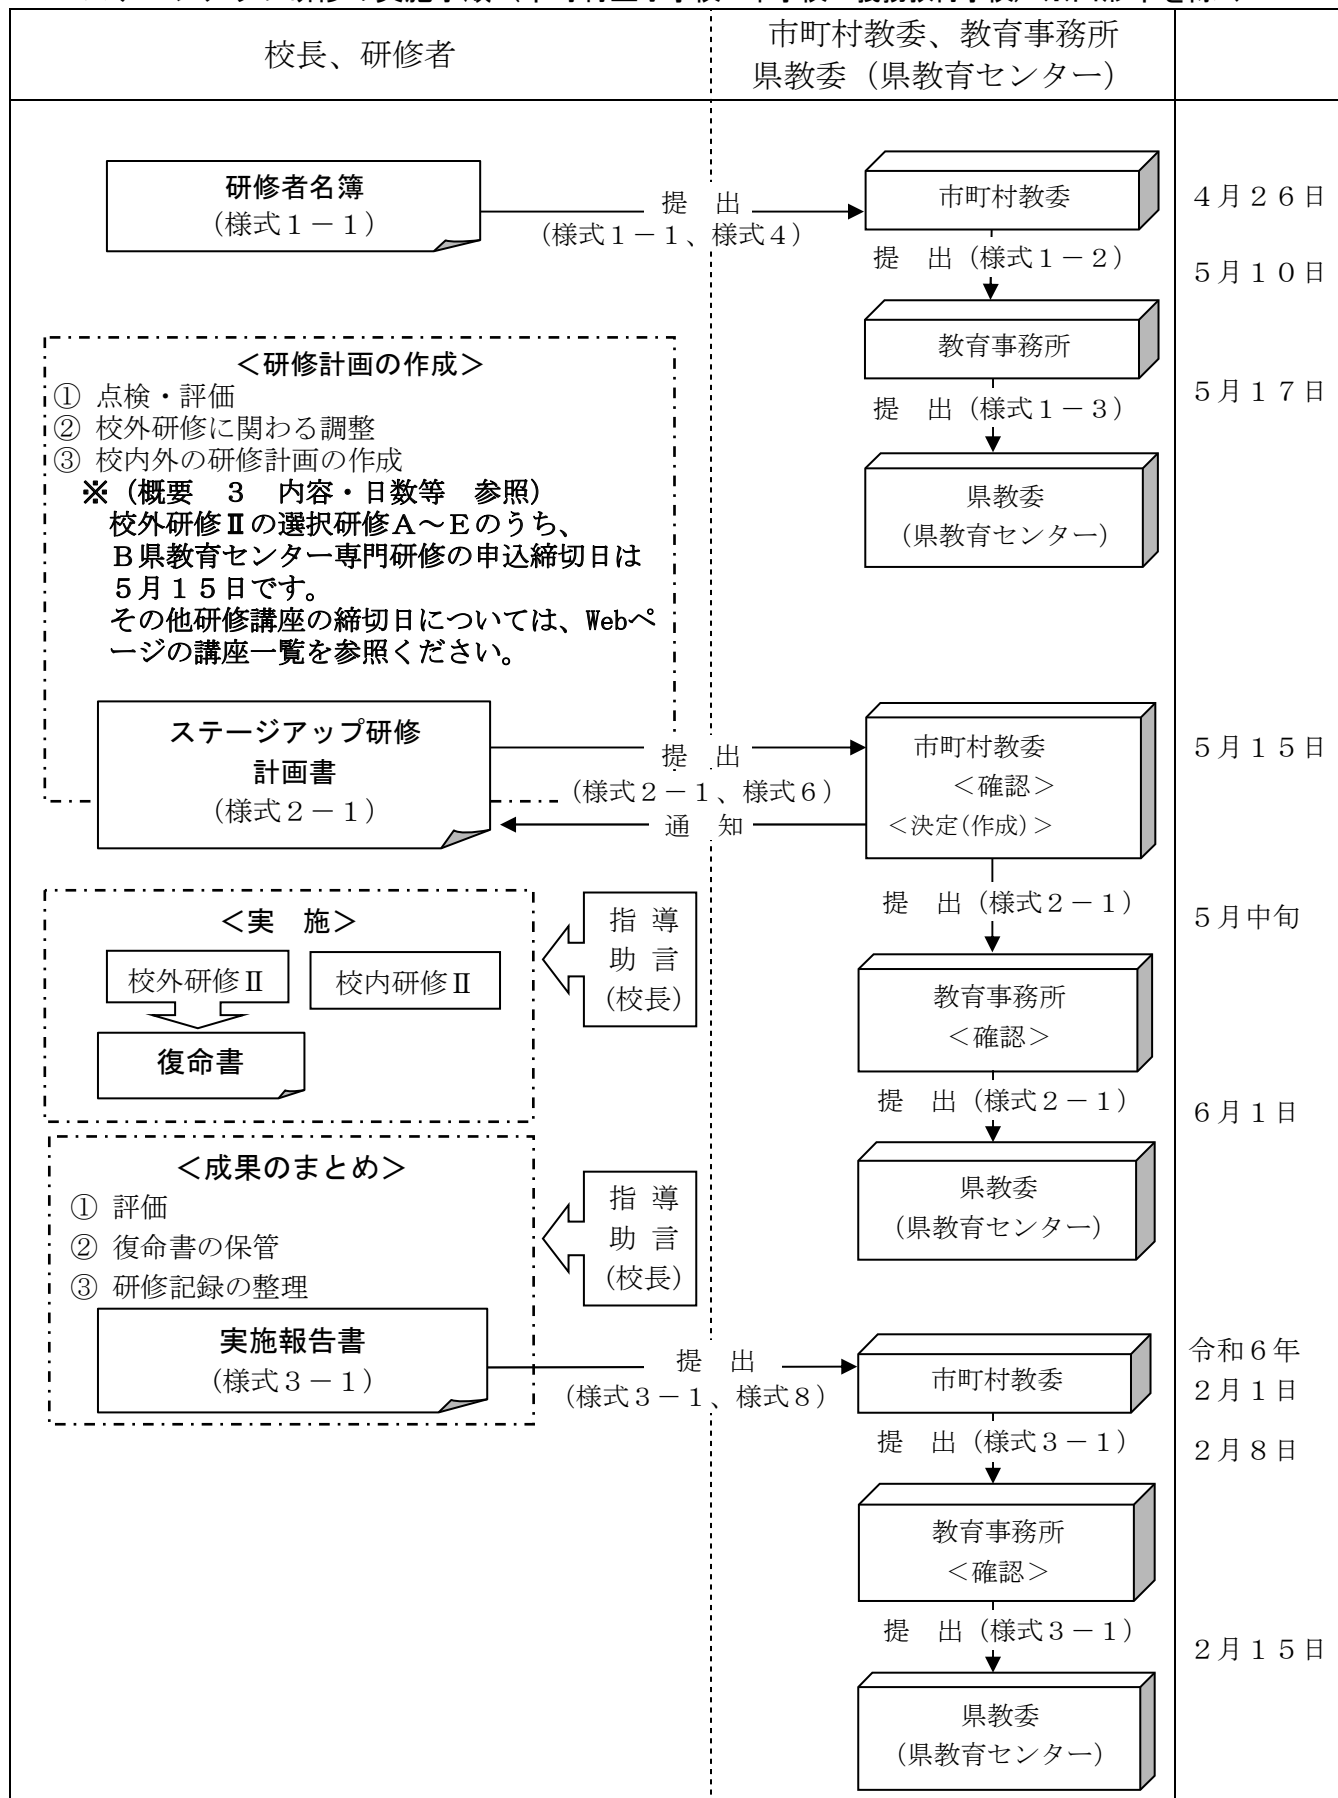 校長、研修者
市町村教委、教育事務所
県教委（県教育センター）
研修者名簿
（様式１－１）
提　出
（様式１－１、様式４）
市町村教委
４月２６日
提　出（様式１－２）
５月１０日
教育事務所
提　出（様式１－３）
５月１７日
県教委
（県教育センター）
＜研修計画の作成＞
① 点検・評価
② 校外研修に関わる調整
③ 校内外の研修計画の作成
※（概要　３　内容・日数等　参照）
校外研修Ⅱの選択研修Ａ～Ｅのうち、
Ｂ県教育センター専門研修の申込締切日は
５月１５日です。
その他研修講座の締切日については、Webペ
ージの講座一覧を参照ください。
ステージアップ研修
計画書
（様式２－１）
提　出
（様式２－１、様式６）
通　知
市町村教委
＜確認＞
＜決定(作成)＞
５月１５日
提　出（様式２－１）
５月中旬
教育事務所
＜確認＞
提　出（様式２－１）
６月１日
県教委
（県教育センター）
＜実　施＞
校外研修Ⅱ
校内研修Ⅱ
復命書
指 導
助 言
(校長)
＜成果のまとめ＞
① 評価
② 復命書の保管
③ 研修記録の整理
指 導
助 言
(校長)
実施報告書
（様式３－１）
提　出
（様式３－１、様式８）
市町村教委
令和６年
２月１日
提　出（様式３－１）
２月８日
教育事務所
＜確認＞
提　出（様式３－１）
２月１５日
県教委
（県教育センター）